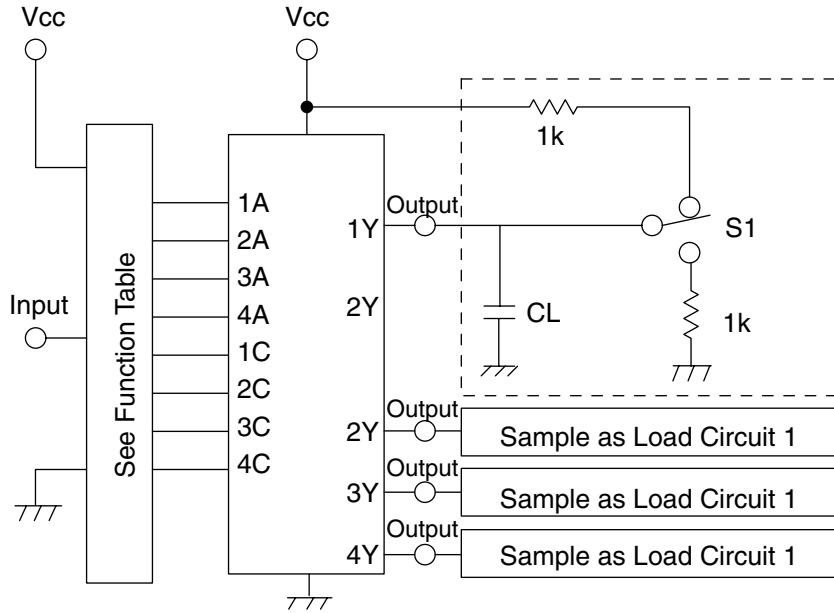 Vcc
Vcc
1k
See Function Table
1A
2A
3A
4A
1C
2C
3C
4C
1Y
Output
S1
Input
2Y
CL
1k
2Y
Output
Sample as Load Circuit 1
3Y
Output
Sample as Load Circuit 1
4Y
Output
Sample as Load Circuit 1